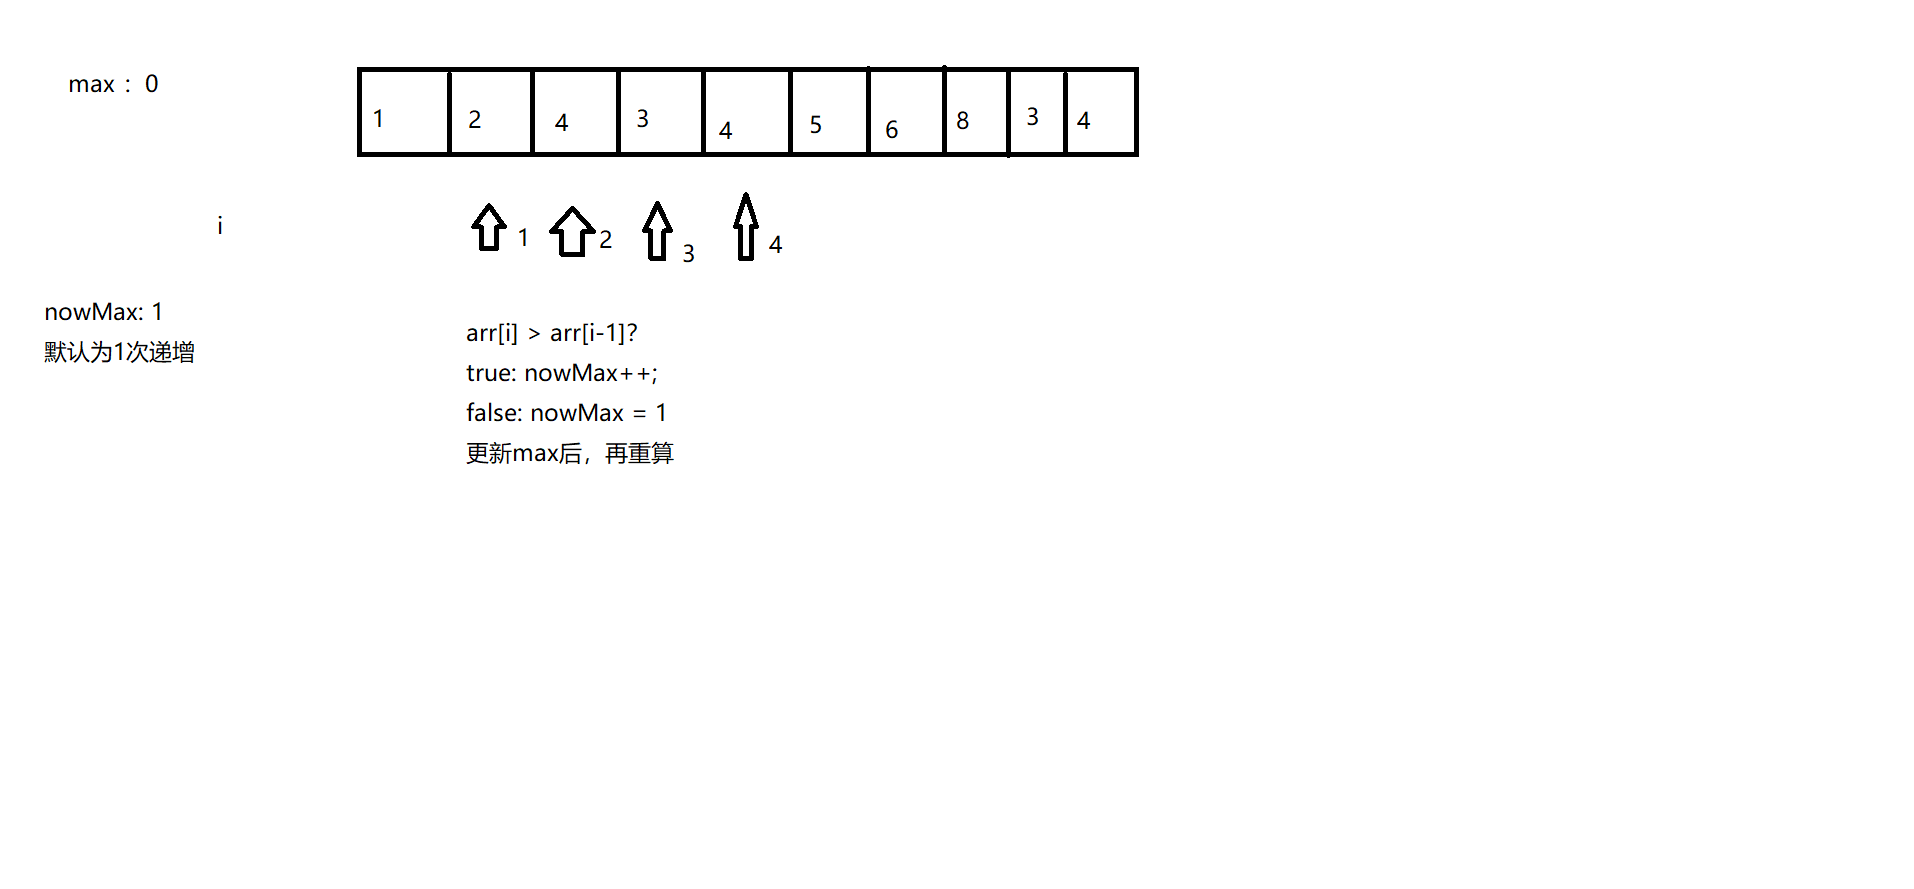 max ：0
1 2 4 3 4 5 6 8 3 4
i
1 2 3 4
nowMax: 1
默认为1次递增
arr[i] > arr[i-1]?
true: nowMax++;
false: nowMax = 1
更新max后，再重算